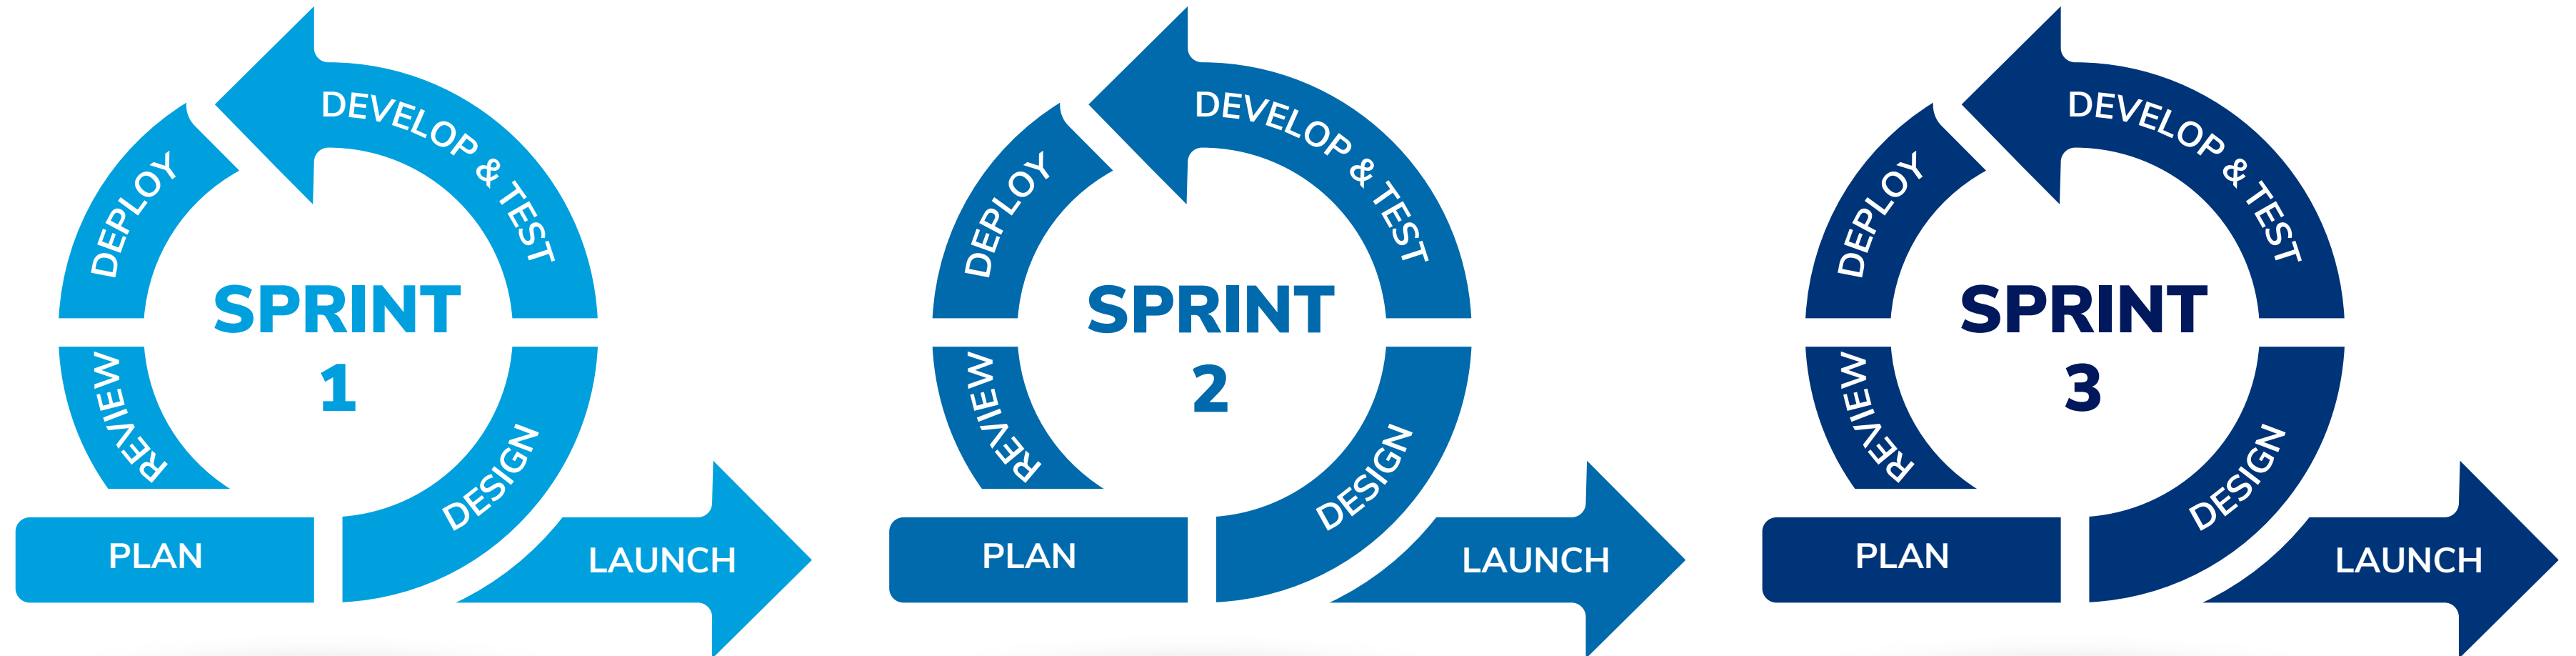 DEVELOP & TEST
DEPLOY
SPRINT
1
REVIEW
DESIGN
PLAN
LAUNCH
DEVELOP & TEST
DEPLOY
SPRINT
2
REVIEW
DESIGN
PLAN
LAUNCH
DEVELOP & TEST
DEPLOY
SPRINT
3
REVIEW
DESIGN
PLAN
LAUNCH